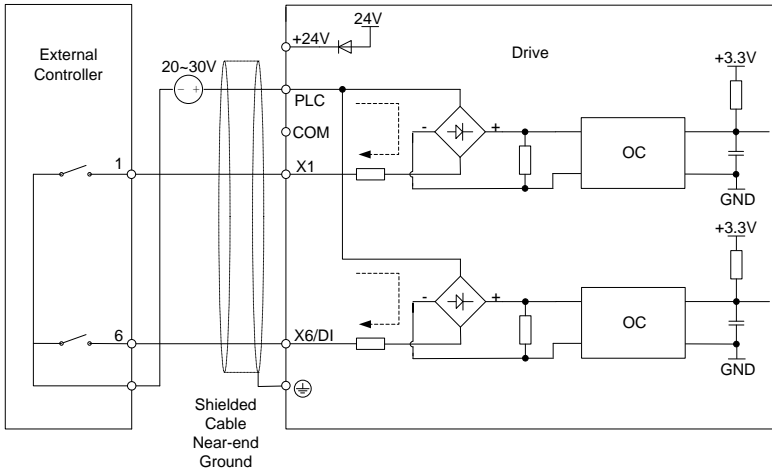 24V
+24V
External
Controller
Drive
20~30V
- +
+3.3V
PLC
COM
- +
OC
1
X1
GND
+3.3V
- +
OC
6
X6/DI
GND
Shielded
Cable
Near-end
Ground